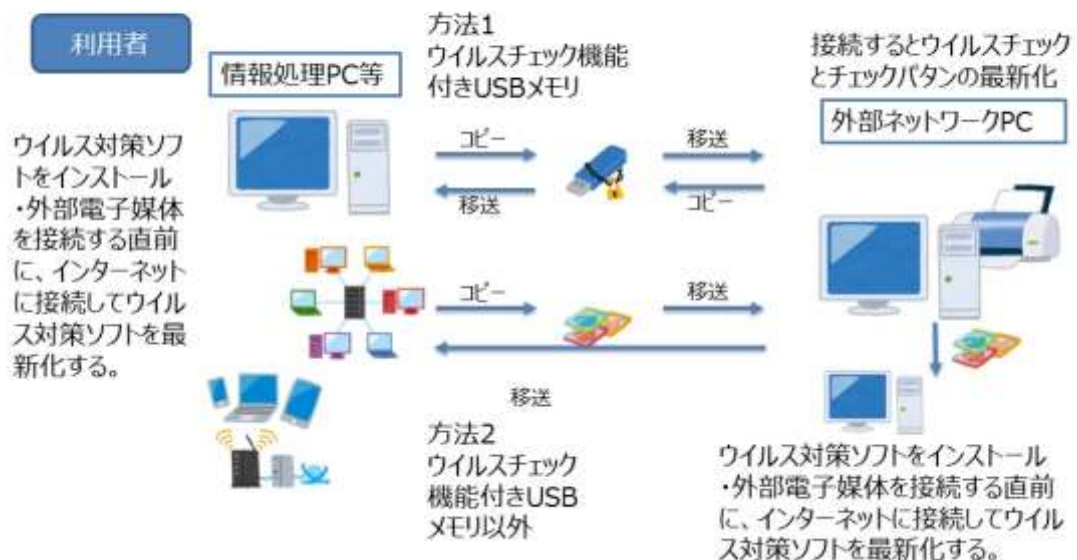 利用者
情報処理PC等
ウイルス対策ソフ
トをインストール
・外部電子媒体
を接続する直前
に、インターネット
に接続してウイル
ス対策ソフトを最
新化する。
方法1
ウイルスチェック機能
付きUSBメモリ
コピー
移送
移送
コピー
コピー
移送
移送
方法2
ウイルスチェック
機能付きUSB
メモリ以外
接続するとウイルスチェック
とチェックパタンの最新化
外部ネットワークPC
ウイルス対策ソフトをインストール
・外部電子媒体を接続する直前
に、インターネットに接続してウイル
ス対策ソフトを最新化する。